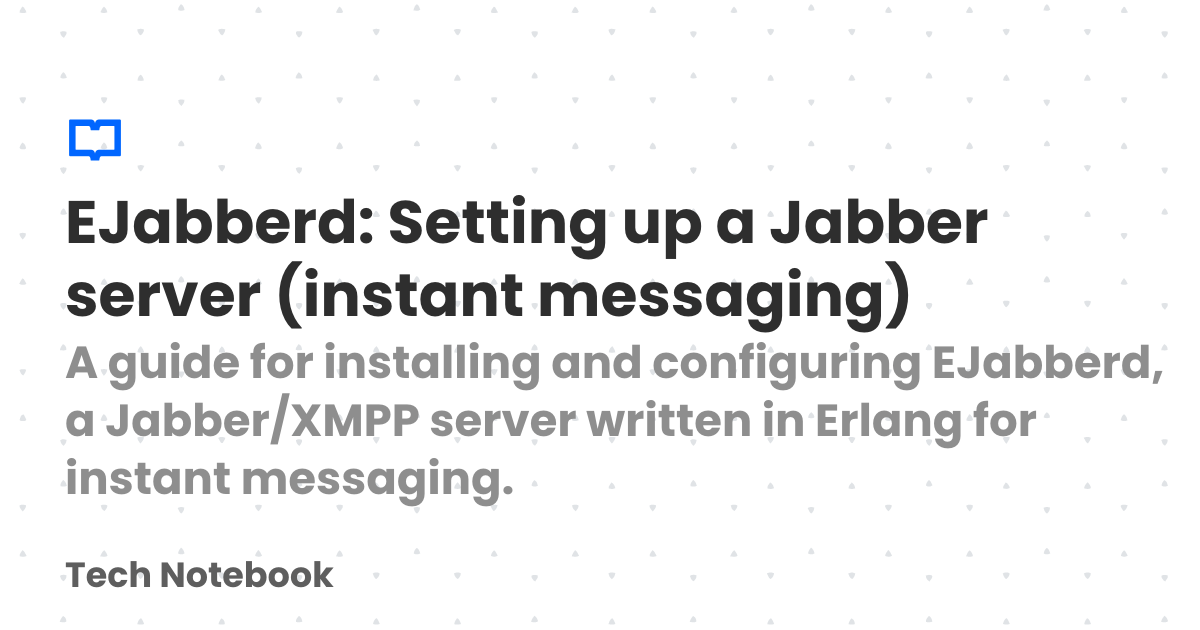 EJabberd: Setting up a Jabber
server (instant messaging)
A guide for installing and configuring EJabberd,
a Jabber/XMPP server written in Erlang for
instant messaging.
Tech Notebook